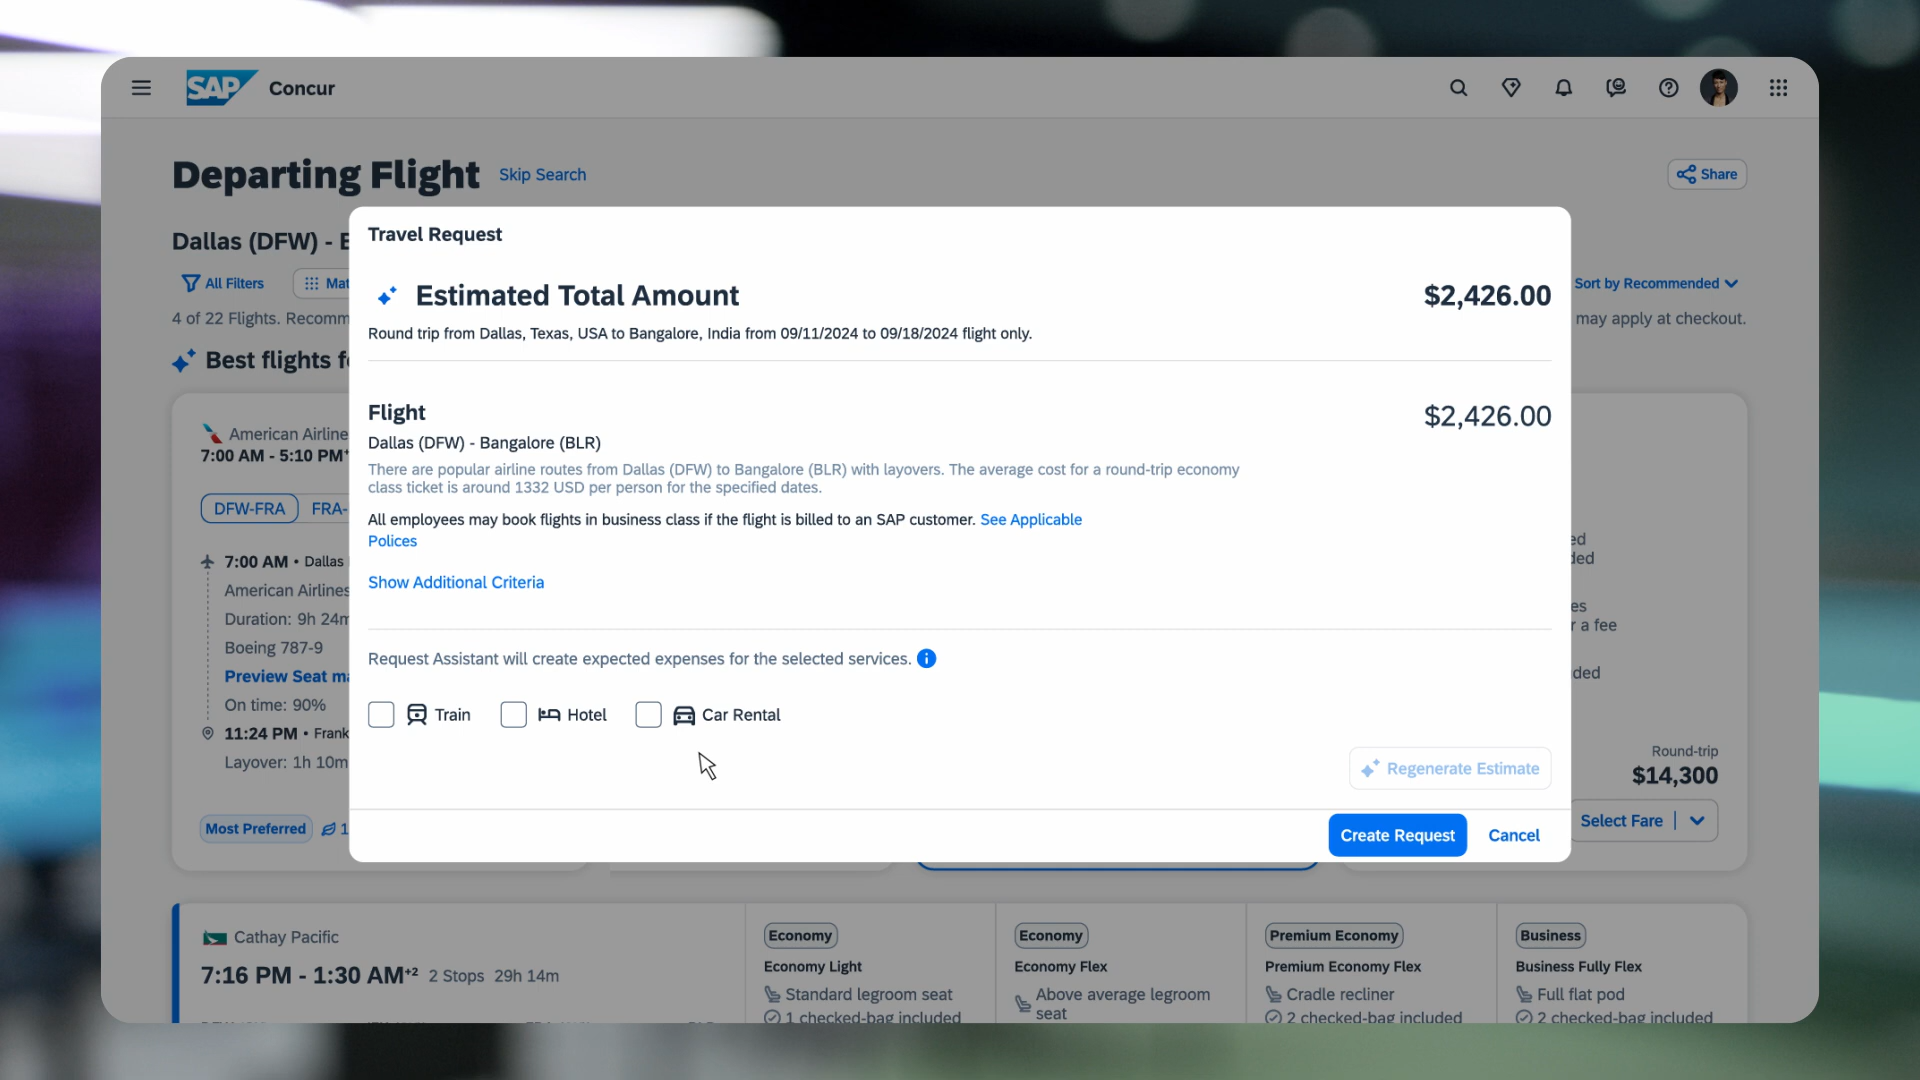 SAP Concur
Departing Flight Skip Search
Share
Dallas (DFW) -
All Filters
Sort by Recommended
4 of 22 Flights.
may apply at checkout.
Best flights
Travel Request
Estimated Total Amount
$2,426.00
Round trip from Dallas, Texas, USA to Bangalore, India from 09/11/2024 to 09/18/2024 flight only.
Flight
$2,426.00
Dallas (DFW) - Bangalore (BLR)
There are popular airline routes from Dallas (DFW) to Bangalore (BLR) with layovers. The average cost for a round-trip economy
class ticket is around 1332 USD per person for the specified dates.
All employees may book flights in business class if the flight is billed to an SAP customer. See Applicable
Polices
Show Additional Criteria
Request Assistant will create expected expenses for the selected services.
Train
Hotel
Car Rental
Regenerate Estimate
Create Request
Cancel
American Airline
7:00 AM - 5:10 PM
DFW-FRA
FRA-
7:00 AM • Dallas
American Airlines
Duration: 9h 24m
Boeing 787-9
Preview Seat
On time: 90%
11:24 PM • Frank
Layover: 1h 10m
Most Preferred
1
r a fee
Round-trip
$14,300
Select Fare
Cathay Pacific
7:16 PM - 1:30 AM+2 2 Stops 29h 14m
Economy
Economy Light
Standard legroom seat
1 checked-bag included
Economy
Economy Flex
Above average legroom
seat
Premium Economy
Premium Economy Flex
Cradle recliner
2 checked-bag included
Business
Business Fully Flex
Full flat pod
2 checked-bag included